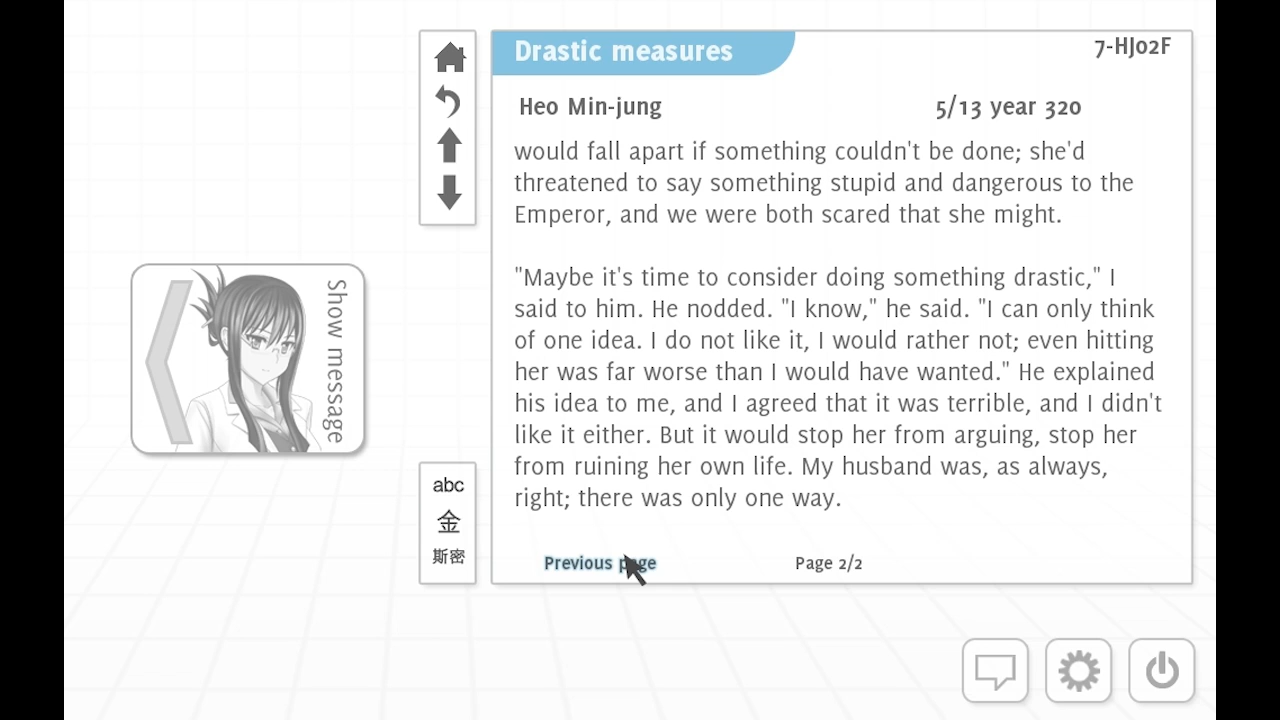 Drastic measures
7-HJ02F
Heo Min-jung
5/13 year 320
would fall apart if something couldn't be done; she'd
threatened to say something stupid and dangerous to the
Emperor, and we were both scared that she might.
"Maybe it's time to consider doing something drastic," I
said to him. He nodded. "I know," he said. "I can only think
of one idea. I do not like it, I would rather not; even hitting
her was far worse than I would have wanted." He explained
his idea to me, and I agreed that it was terrible, and I didn't
like it either. But it would stop her from arguing, stop her
from ruining her own life. My husband was, as always,
right; there was only one way.
Previous page
Page 2/2
Show message
abc
金
斯密